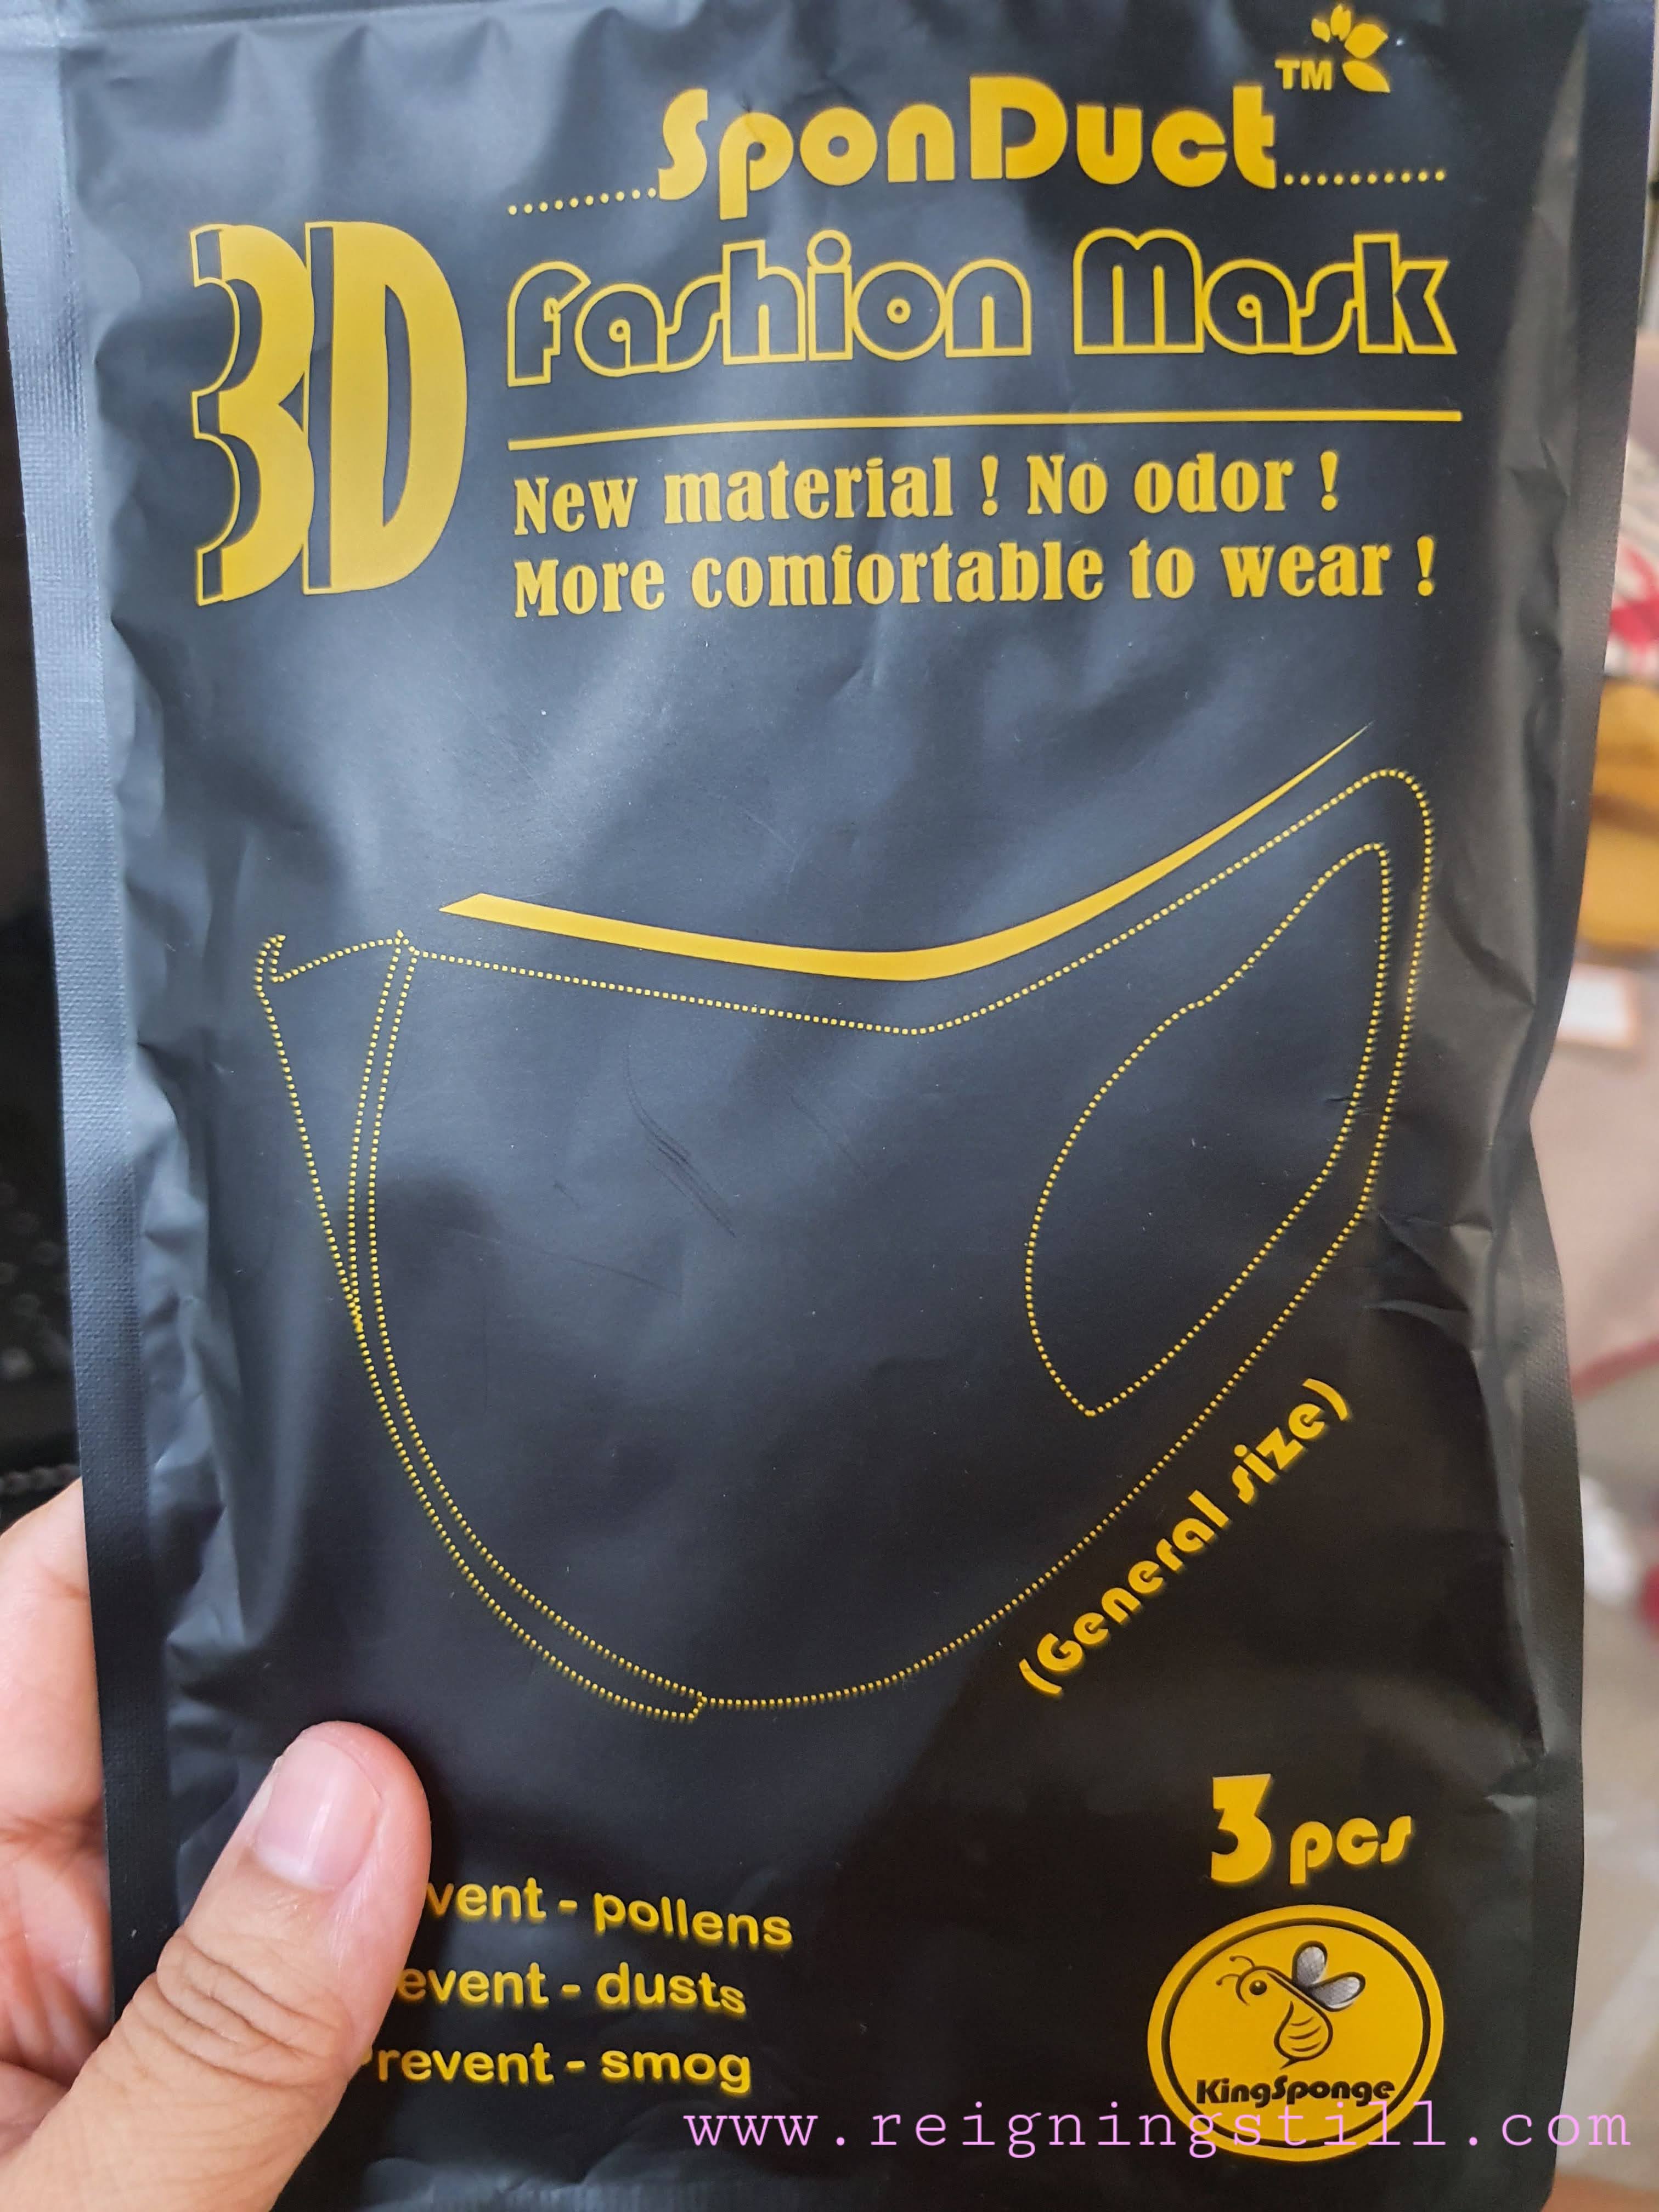 SponDuct™
3D
Fashion Mask
New material ! No odor !
More comfortable to wear !
(General size)
3 pcs
vent - pollens
event - dusts
Prevent - smog
KingSponge
www.reigningstill.com